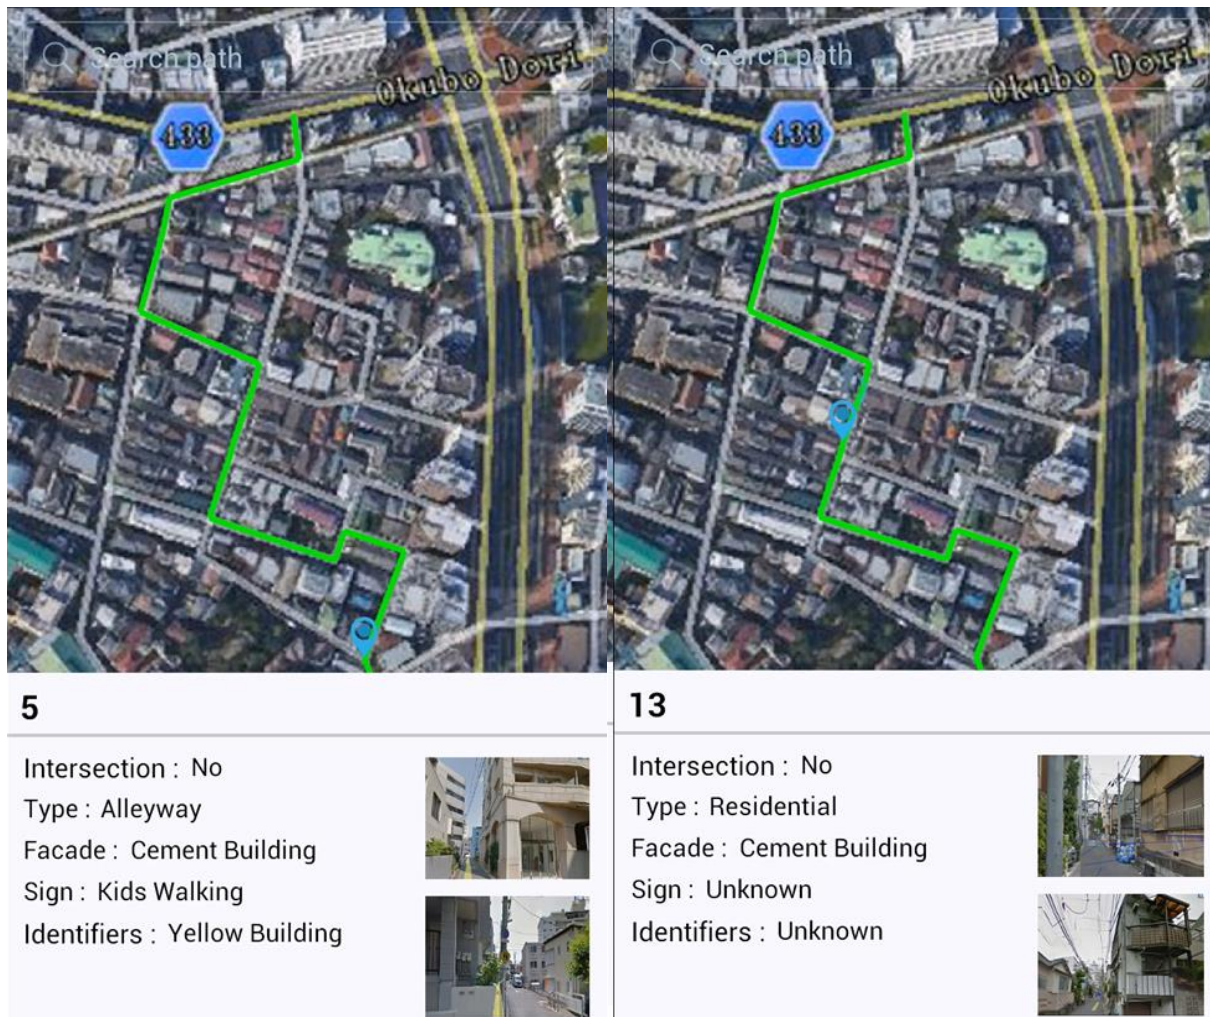 Search path
Okubo Dori
433
5
Intersection : No
Type : Alleyway
Facade : Cement Building
Sign : Kids Walking
Identifiers : Yellow Building
Search path
Okubo Dori
433
13
Intersection : No
Type : Residential
Facade : Cement Building
Sign : Unknown
Identifiers : Unknown